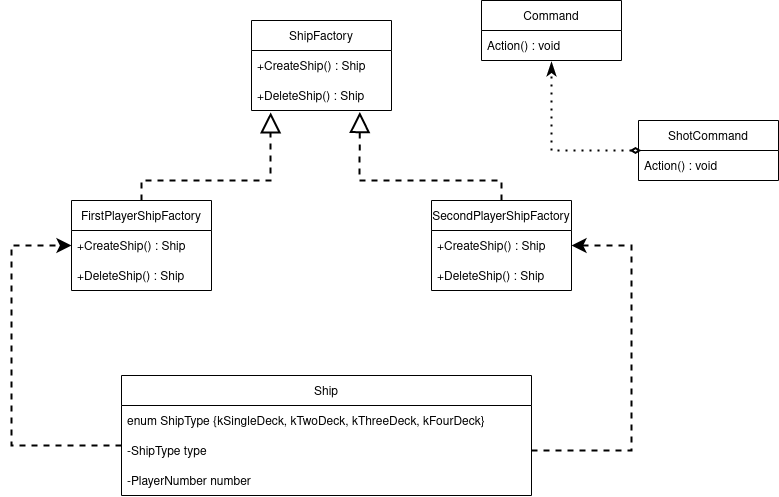 Command
Action() : void
ShipFactory
+CreateShip() : Ship
+DeleteShip() : Ship
ShotCommand
Action() : void
FirstPlayerShipFactory
+CreateShip() : Ship
+DeleteShip() : Ship
SecondPlayerShipFactory
+CreateShip() : Ship
+DeleteShip() : Ship
Ship
enum ShipType {kSingleDeck, kTwoDeck, kThreeDeck, kFourDeck}
-ShipType type
-PlayerNumber number